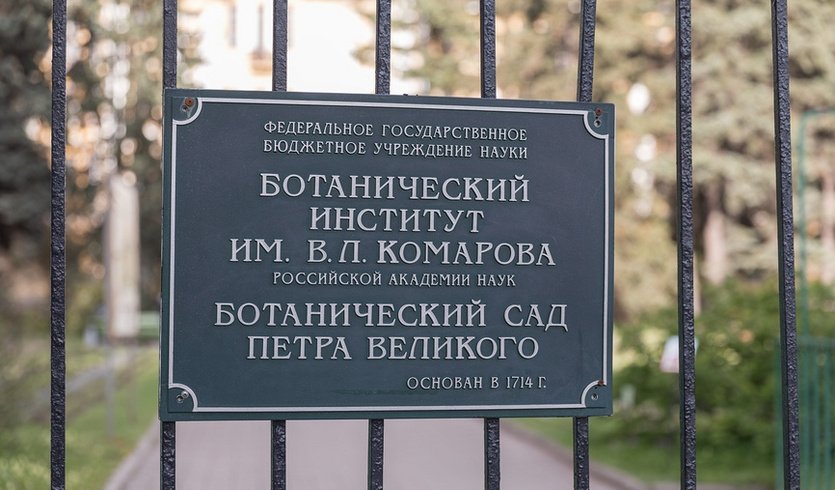 ФЕДЕРАЛЬНОЕ ГОСУДАРСТВЕННОЕ
БЮДЖЕТНОЕ УЧРЕЖДЕНИЕ НАУКИ
БОТАНИЧЕСКИЙ
ИНСТИТУТ
ИМ. В.Л. КОМАРОВА
РОССИЙСКОЙ АКАДЕМИИ НАУК
БОТАНИЧЕСКИЙ САД
ПЕТРА ВЕЛИКОГО
ОСНОВАН В 1714 Г.